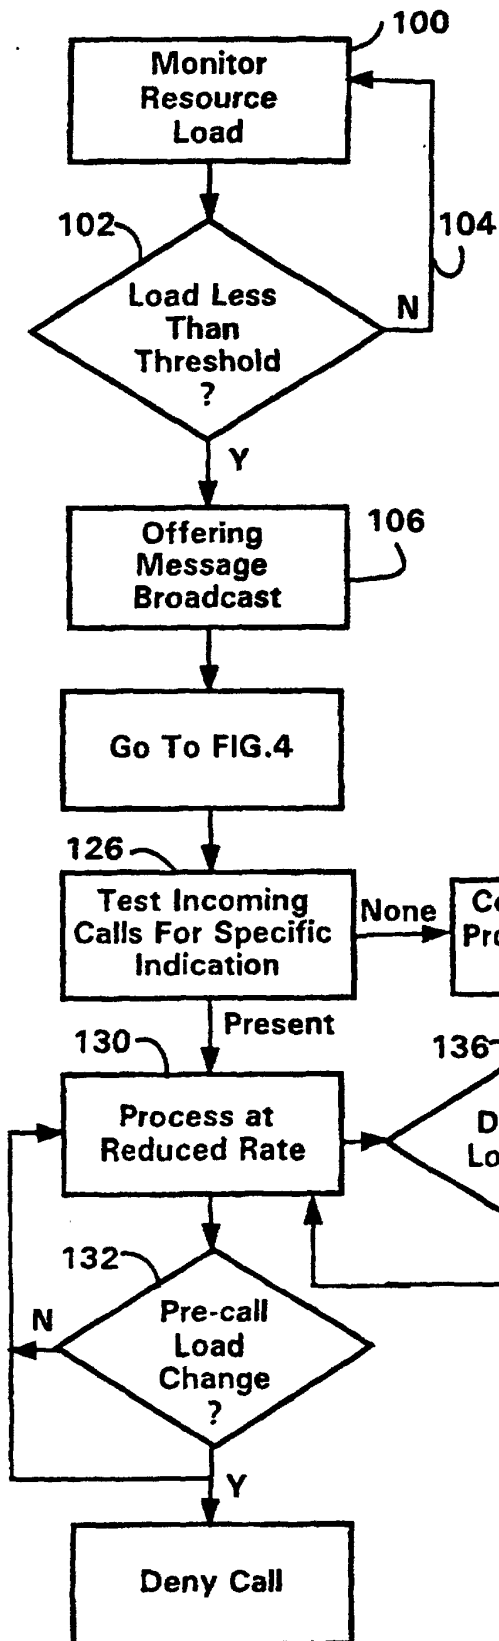 100
Monitor
Resource
Load
102
104
Load Less
Than
Threshold
?
N
Y
106
Offering
Message
Broadcast
Go To FIG.4
126
Test Incoming
Calls For Specific
Indication
None
Present
130
136
Process at
Reduced Rate
132
N
Pre-call
Load
Change
?
Y
Deny Call